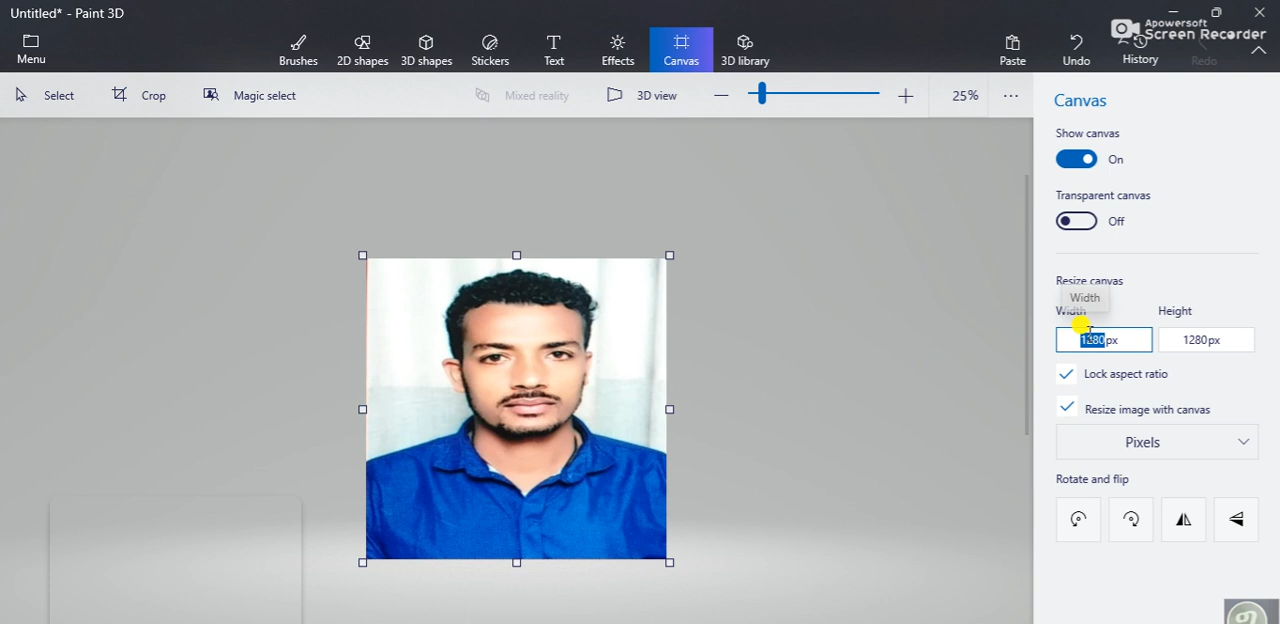 Untitled* - Paint 3D
Apowersoft
Screen Recorder
Menu
Brushes
2D shapes
3D shapes
Stickers
Text
Effects
Canvas
3D library
Paste
Undo
History
Redo
Select
Crop
Magic select
Mixed reality
3D view
25%
Canvas
Show canvas
On
Transparent canvas
Off
Resize canvas
Width
Width Height
1280px 1280px
Lock aspect ratio
Resize image with canvas
Pixels
Rotate and flip